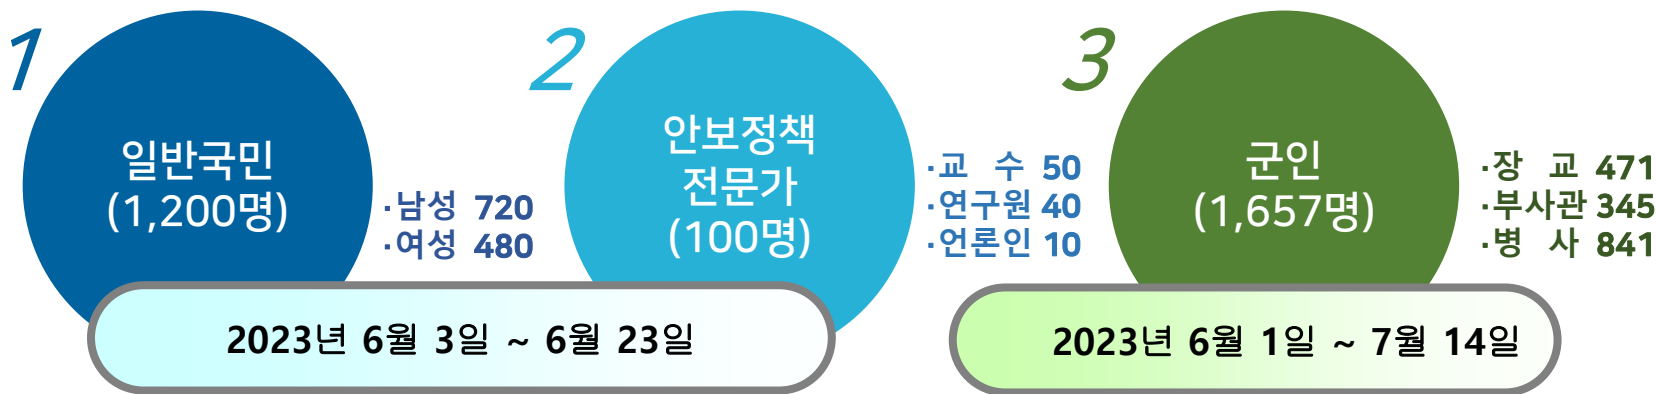 1
일반국민
(1,200명)
·남성 720
·여성 480
2
안보정책
전문가
(100명)
·교 수 50
·연구원 40
·언론인 10
3
군인
(1,657명)
·장 교 471
·부사관 345
·병 사 841
2023년 6월 3일 ~ 6월 23일
2023년 6월 1일 ~ 7월 14일